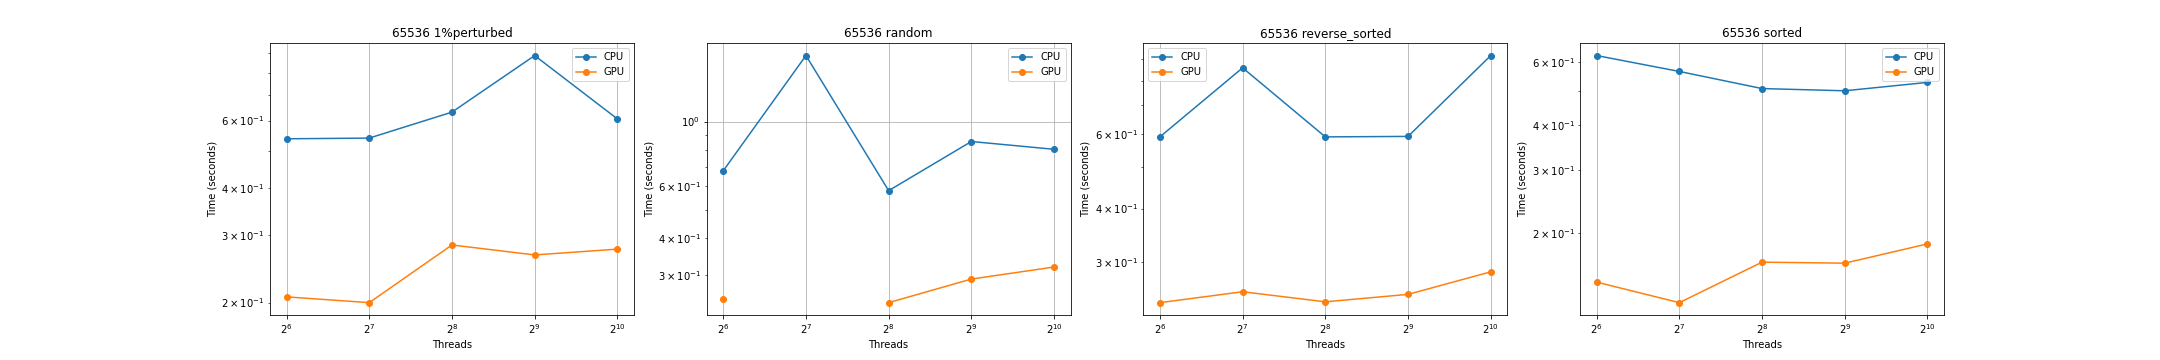 65536 1%perturbed
CPU
GPU
6 × 10⁻¹
4 × 10⁻¹
3 × 10⁻¹
2 × 10⁻¹
Time (seconds)
2⁶ 2⁷ 2⁸ 2⁹ 2¹⁰
Threads
65536 random
CPU
GPU
10⁰
6 × 10⁻¹
4 × 10⁻¹
3 × 10⁻¹
Time (seconds)
2⁶ 2⁷ 2⁸ 2⁹ 2¹⁰
Threads
65536 reverse_sorted
CPU
GPU
6 × 10⁻¹
4 × 10⁻¹
3 × 10⁻¹
Time (seconds)
2⁶ 2⁷ 2⁸ 2⁹ 2¹⁰
Threads
65536 sorted
CPU
GPU
6 × 10⁻¹
4 × 10⁻¹
3 × 10⁻¹
2 × 10⁻¹
Time (seconds)
2⁶ 2⁷ 2⁸ 2⁹ 2¹⁰
Threads